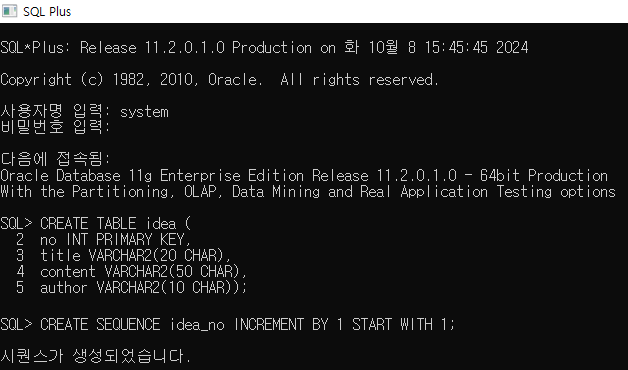 SQL Plus
SQL*Plus: Release 11.2.0.1.0 Production on 화 10월 8 15:45:45 2024
Copyright (c) 1982, 2010, Oracle.  All rights reserved.
사용자명 입력: system
비밀번호 입력:
다음에 접속됨:
Oracle Database 11g Enterprise Edition Release 11.2.0.1.0 - 64bit Production
With the Partitioning, OLAP, Data Mining and Real Application Testing options
SQL> CREATE TABLE idea (
  2  no INT PRIMARY KEY,
  3  title VARCHAR2(20 CHAR),
  4  content VARCHAR2(50 CHAR),
  5  author VARCHAR2(10 CHAR));
SQL> CREATE SEQUENCE idea_no INCREMENT BY 1 START WITH 1;
시퀀스가 생성되었습니다.